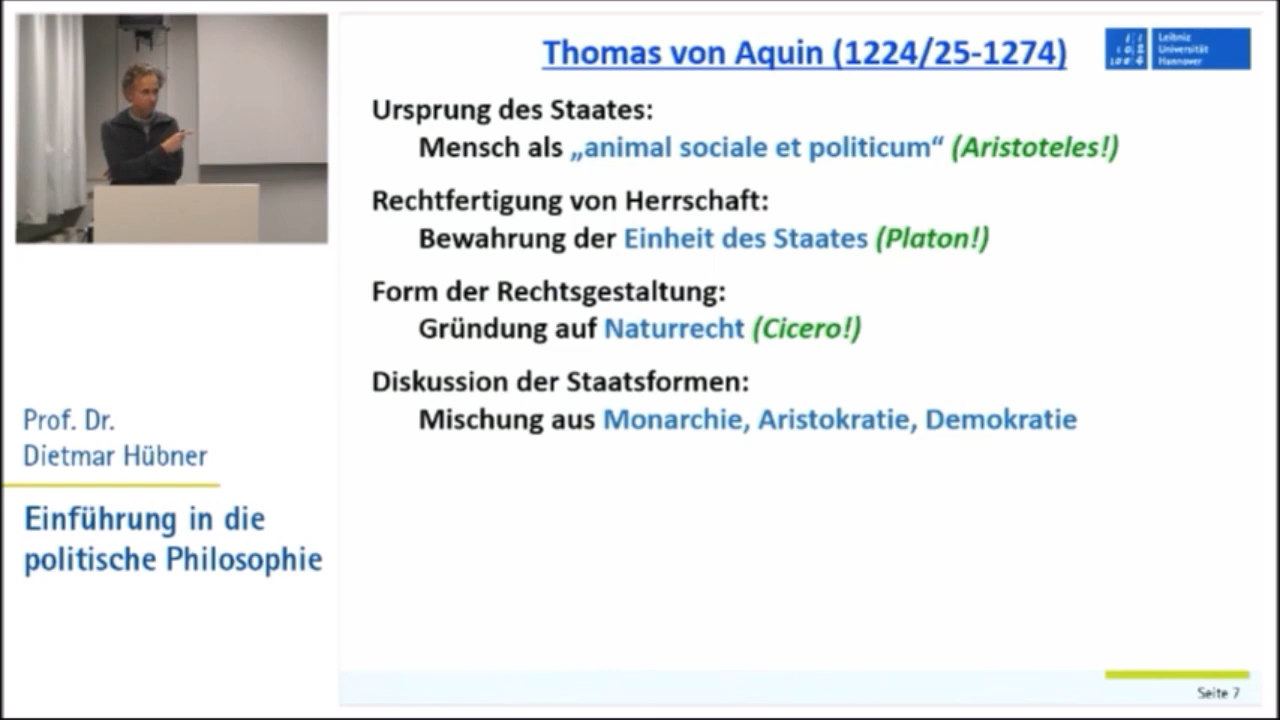 Thomas von Aquin (1224/25-1274)
Leibniz
Universität
Hannover
Ursprung des Staates:
Mensch als „animal sociale et politicum“ (Aristoteles!)
Rechtfertigung von Herrschaft:
Bewahrung der Einheit des Staates (Platon!)
Form der Rechtsgestaltung:
Gründung auf Naturrecht (Cicero!)
Diskussion der Staatsformen:
Mischung aus Monarchie, Aristokratie, Demokratie
Prof. Dr.
Dietmar Hübner
Einführung in die
politische Philosophie
Seite 7